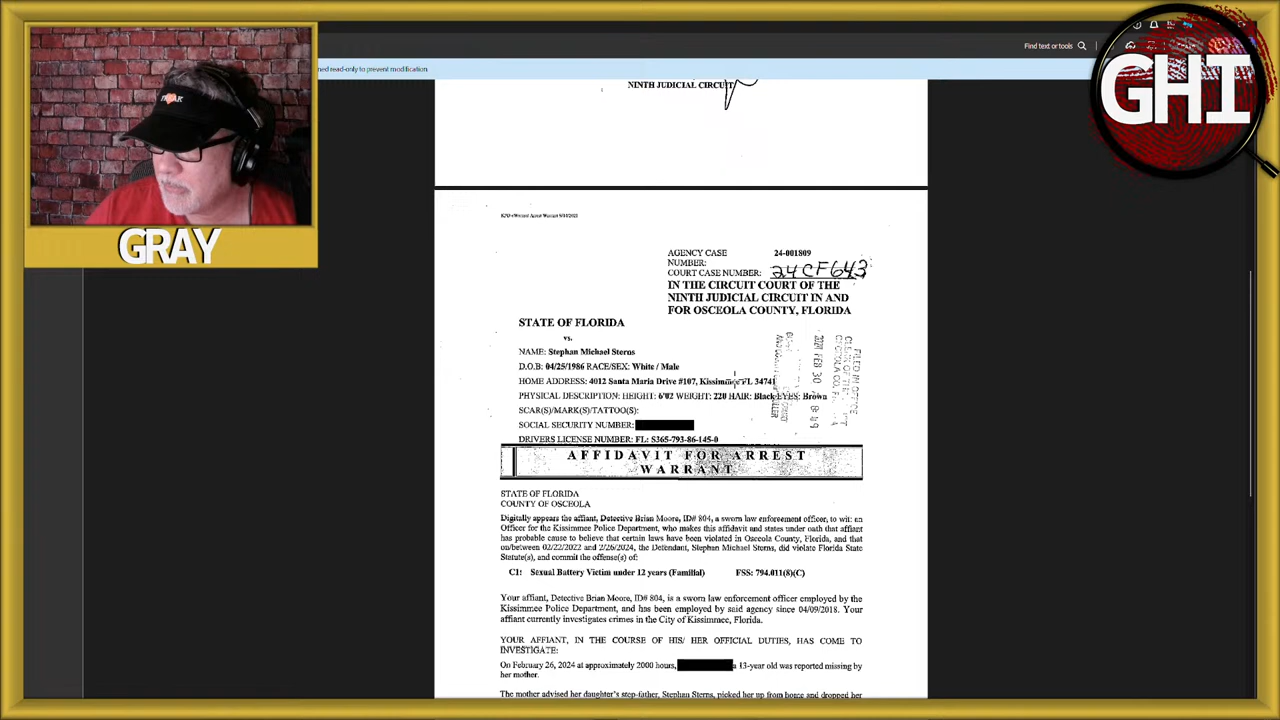 Find text or tools
ned read-only to prevent modification
GHI
GRAY
NINTH JUDICIAL CIRCUIT
AGENCY CASE 24-001809
NUMBER:
COURT CASE NUMBER: 24CF643
IN THE CIRCUIT COURT OF THE
NINTH JUDICIAL CIRCUIT IN AND
FOR OSCEOLA COUNTY, FLORIDA
STATE OF FLORIDA
vs.
NAME: Stephan Michael Sterns
D.O.B: 04/25/1986 RACE/SEX: White / Male
HOME ADDRESS: 4012 Santa Maria Drive #107, Kissimmee FL 34741
PHYSICAL DESCRIPTION: HEIGHT: 6'02 WEIGHT: 220 HAIR: Black EYES: Brown
SCAR(S)/MARK(S)/TATTOO(S):
SOCIAL SECURITY NUMBER:
DRIVERS LICENSE NUMBER: FL: S365-793-86-145-0
AFFIDAVIT FOR ARREST
WARRANT
STATE OF FLORIDA
COUNTY OF OSCEOLA
Digitally appears the affiant, Detective Brian Moore, ID# 804, a sworn law enforcement officer, to wit: an
Officer for the Kissimmee Police Department, who makes this affidavit and states under oath that affiant
has probable cause to believe that certain laws have been violated in Osceola County, Florida, and that
on/between 02/22/2022 and 2/26/2024, the Defendant, Stephan Michael Sterns, did violate Florida State
Statute(s), and commit the offense(s) of:
C1: Sexual Battery Victim under 12 years (Familial) FSS: 794.011(8)(C)
Your affiant, Detective Brian Moore, ID# 804, is a sworn law enforcement officer employed by the
Kissimmee Police Department, and has been employed by said agency since 04/09/2018. Your
affiant currently investigates crimes in the City of Kissimmee, Florida.
YOUR AFFIANT, IN THE COURSE OF HIS/ HER OFFICIAL DUTIES, HAS COME TO
INVESTIGATE:
On February 26, 2024 at approximately 2000 hours, a 13-year old was reported missing by
her mother.
The mother advised her daughter's step-father, Stephan Sterns, picked her up from home and dropped her